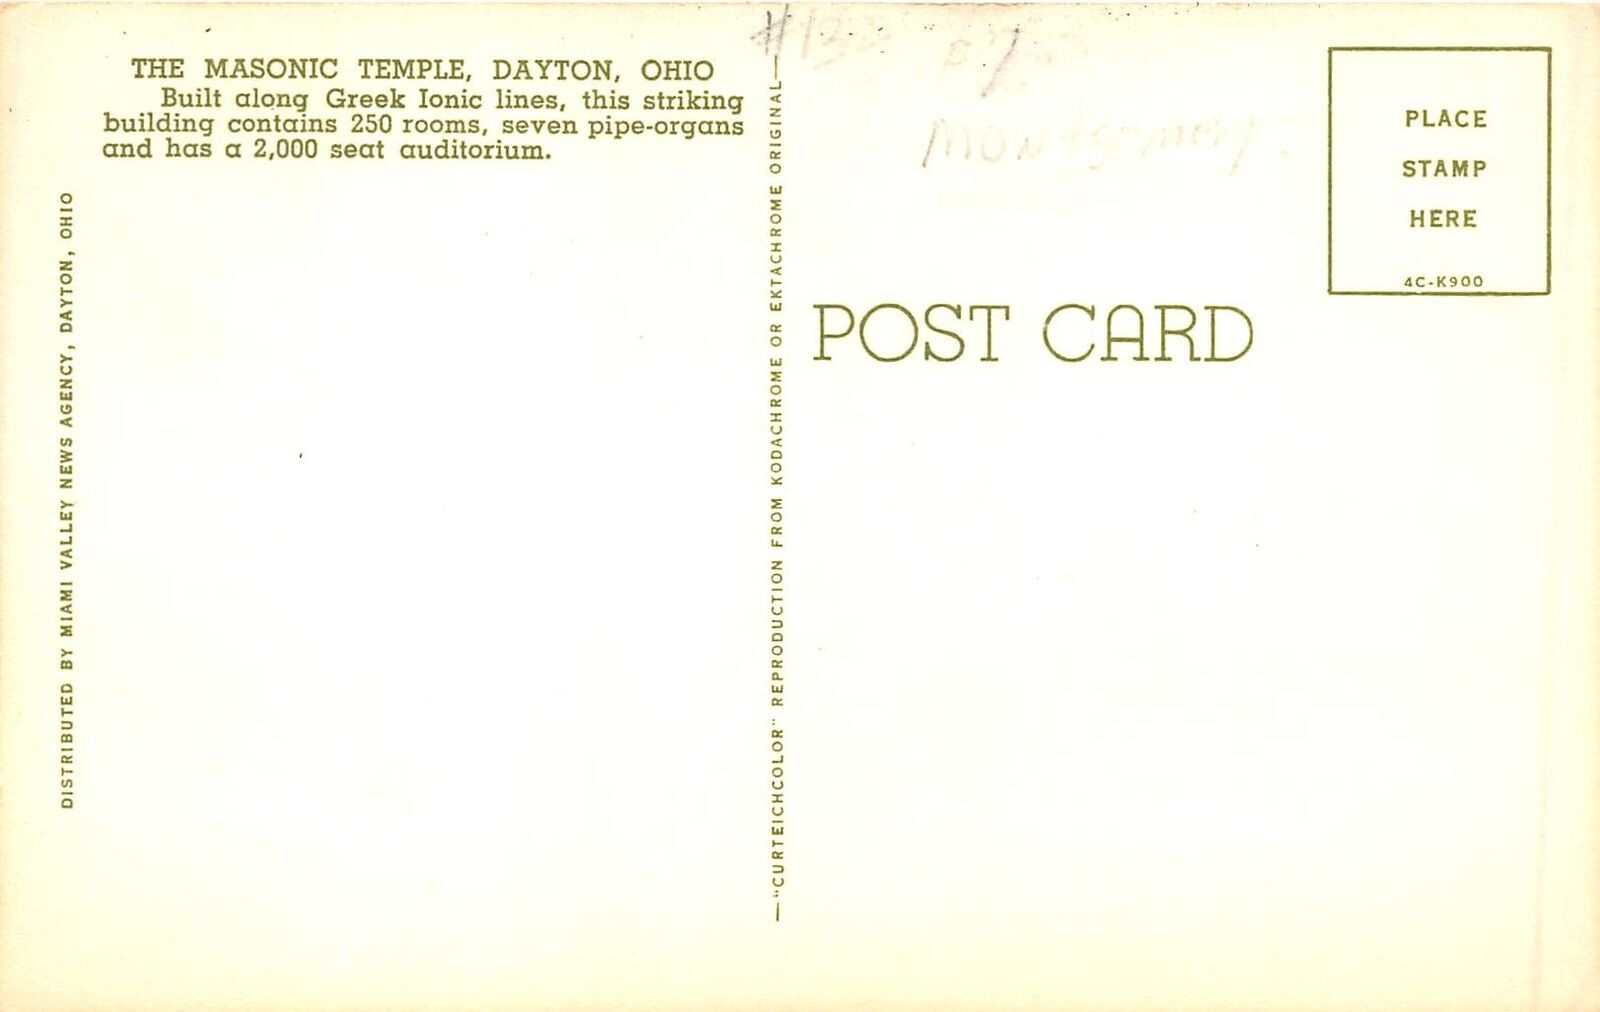 THE MASONIC TEMPLE, DAYTON, OHIO
Built along Greek Ionic lines, this striking
building contains 250 rooms, seven pipe-organs
and has a 2,000 seat auditorium.
DISTRIBUTED BY MIAMI VALLEY NEWS AGENCY, DAYTON, OHIO
—"CURTEICHCOLOR" REPRODUCTION FROM KODACHROME OR EKTACHROME ORIGINAL—
Montgomery
POST CARD
PLACE
STAMP
HERE
4C-K900